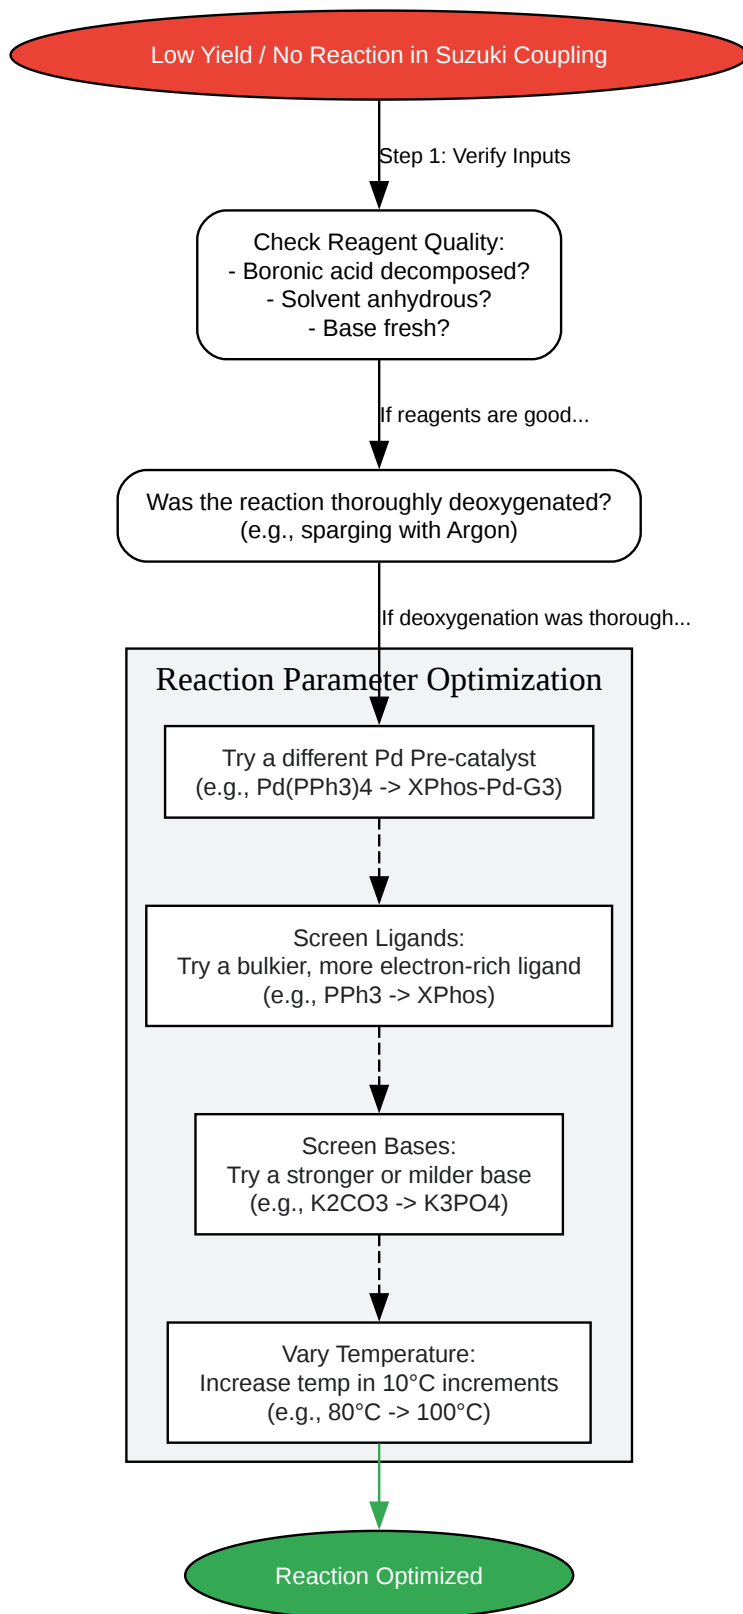 Low Yield / No Reaction in Suzuki Coupling
Step 1: Verify Inputs
Check Reagent Quality:
- Boronic acid decomposed?
- Solvent anhydrous?
- Base fresh?
If reagents are good...
Was the reaction thoroughly deoxygenated?
(e.g., sparging with Argon)
If deoxygenation was thorough...
Reaction Parameter Optimization
Try a different Pd Pre-catalyst
(e.g., Pd(PPh3)4 -> XPhos-Pd-G3)
Screen Ligands:
Try a bulkier, more electron-rich ligand
(e.g., PPh3 -> XPhos)
Screen Bases:
Try a stronger or milder base
(e.g., K2CO3 -> K3PO4)
Vary Temperature:
Increase temp in 10°C increments
(e.g., 80°C -> 100°C)
Reaction Optimized